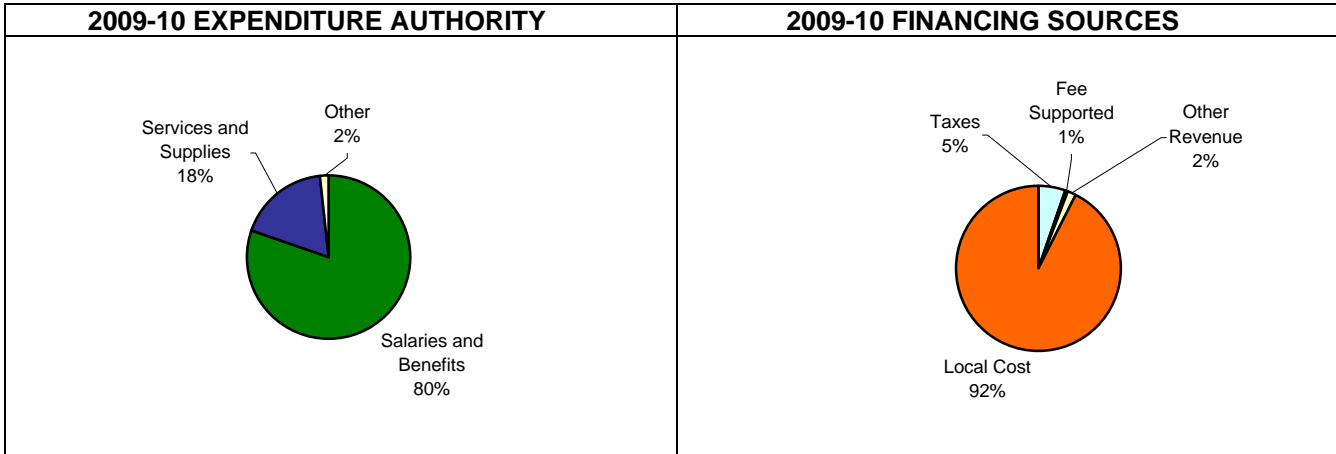 2009-10 EXPENDITURE AUTHORITY
Other
2%
Services and
Supplies
18%
Salaries and
Benefits
80%
2009-10 FINANCING SOURCES
Fee
Supported
1%
Taxes
5%
Other
Revenue
2%
Local Cost
92%